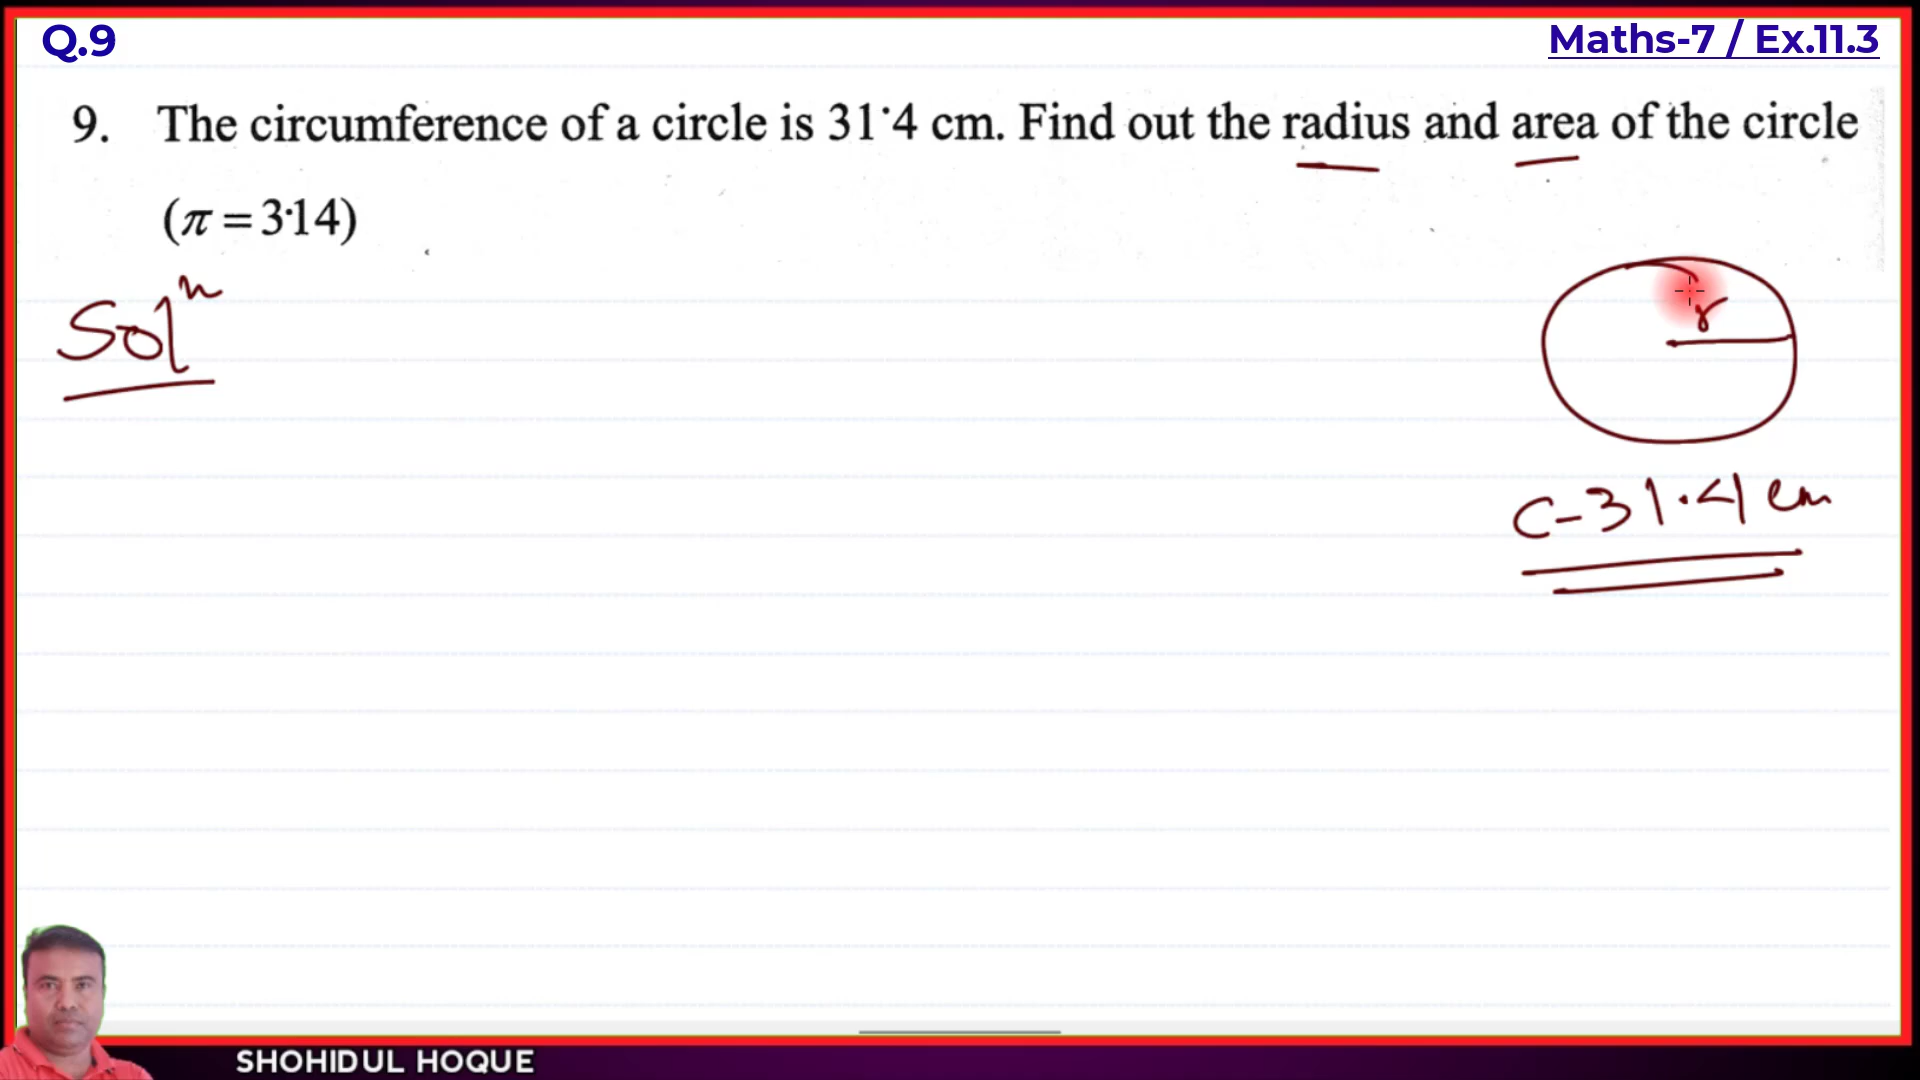 Q.9
Maths-7 / Ex.11.3
9. The circumference of a circle is 31·4 cm. Find out the radius and area of the circle
(π = 3·14)
Solⁿ
r
C-31.4 cm
SHOHIDUL HOQUE